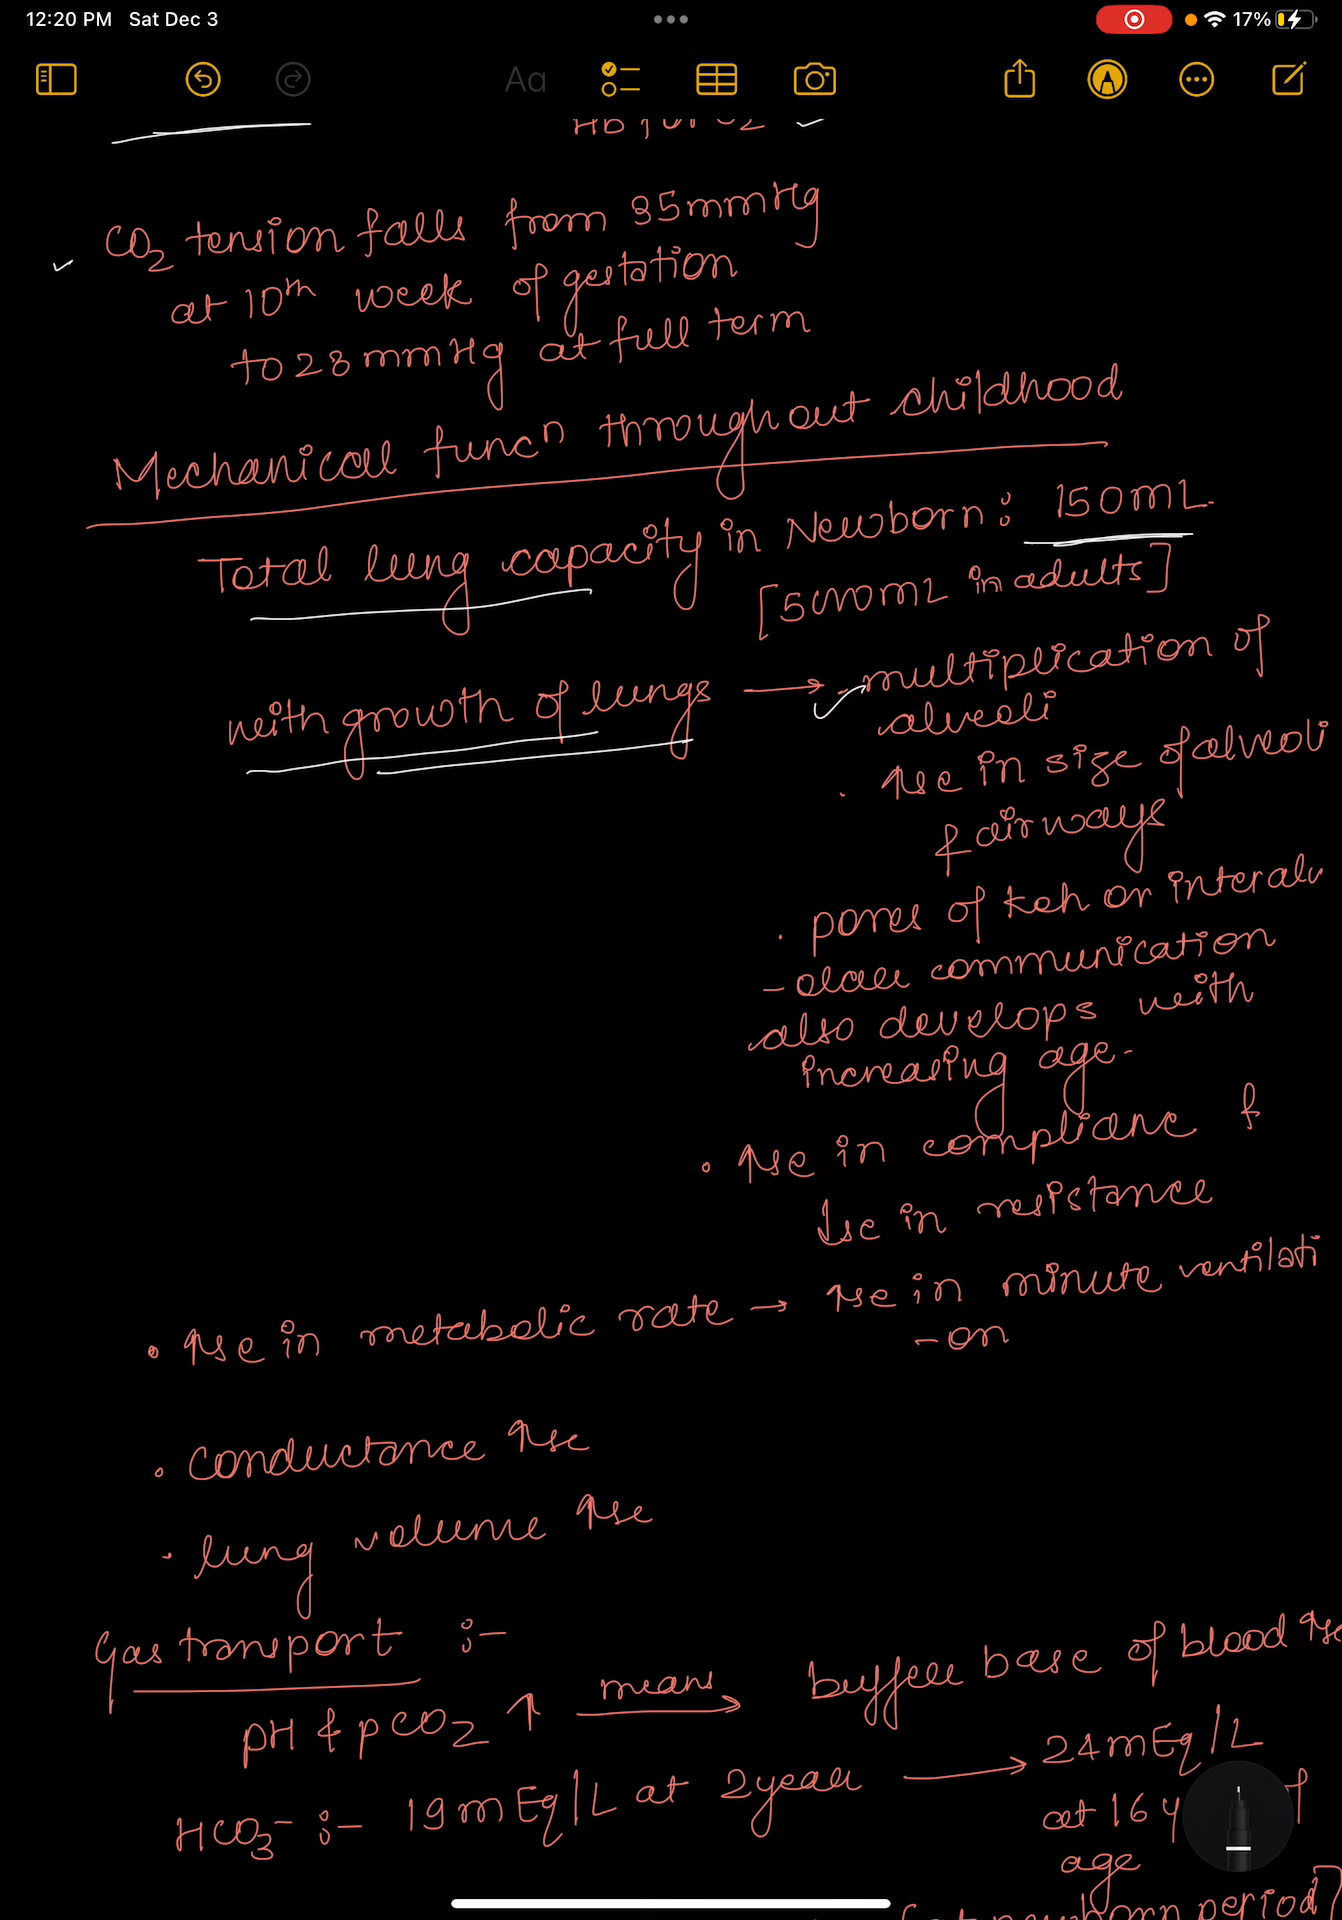 12:20 PM Sat Dec 3
17%
Aa
CO2 tension falls from 35mmHg
at 10th week of gestation
to 28mmHg at full term
Mechanical funcn throughout childhood
Total lung capacity in Newborn : 150mL
[5000mL in adults]
with growth of lungs → multiplication of
alveoli
. ↑se in size of alveoli
& airways
. pores of Koh or interalv
-olar communication
also develops with
increasing age.
• ↑se in complianc &
↓se in resistance
• ↑se in metabolic rate → ↑se in minute ventilati
-on
• Conductance ↑se
• lung volume ↑se
Gas transport :-
pH & pCO2 ↑ means → buffer base of blood ↑se
HCO3- :- 19mEq/L at 2year → 24mEq/L
at 16 y
age
period]